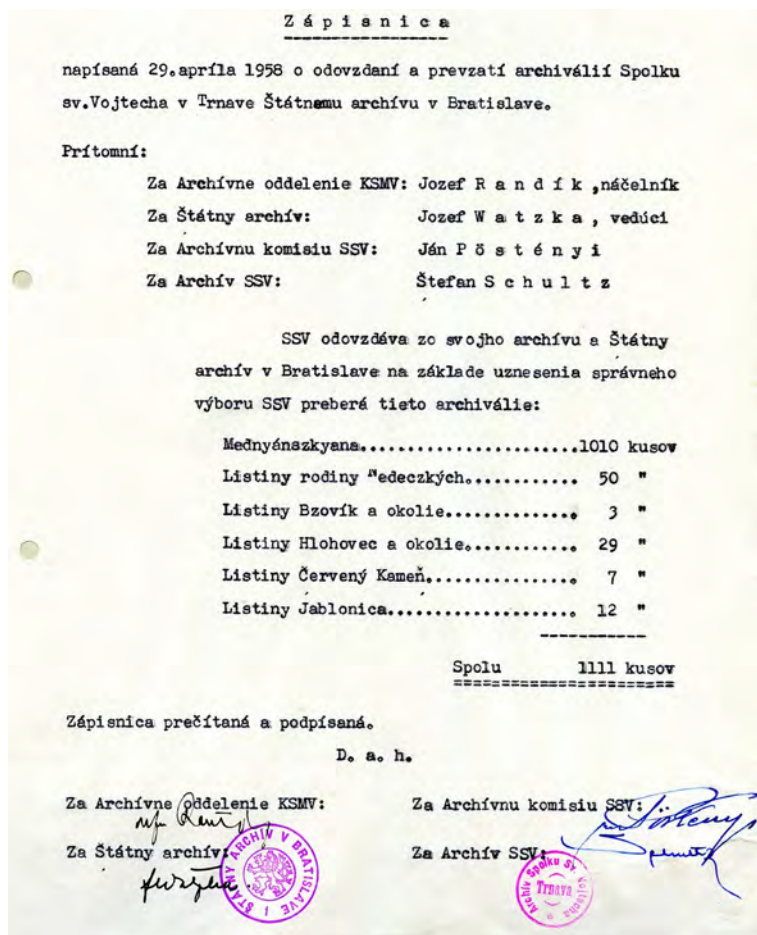 Z á p i s n i c a
napísaná 29.apríla 1958 o odovzdaní a prevzatí archiválií Spolku
sv.Vojtecha v Trnave Štátnemu archívu v Bratislave.
Prítomní:
Za Archívne oddelenie KSMV: Jozef R a n d í k ,náčelník
Za Štátny archív: Jozef W a t z k a , vedúci
Za Archívnu komisiu SSV: Ján P ö s t é n y i
Za Archív SSV: Štefan S c h u l t z
SSV odovzdáva zo svojho archívu a Štátny
archív v Bratislave na základe uznesenia správneho
výboru SSV preberá tieto archiválie:
Mednyánazkyana.......................1010 kusov
Listiny rodiny Nedeczkých............ 50 "
Listiny Bzovík a okolie.............. 3 "
Listiny Hlohovec a okolie............ 29 "
Listiny Červený Kameň................ 7 "
Listiny Jablonica.................... 12 "
Spolu 1111 kusov
Zápisnica prečítaná a podpísaná.
D. a. h.
Za Archívne oddelenie KSMV: Za Archívnu komisiu SSV:
Za Štátny archív: Za Archív SSV:
ŠTÁTNY ARCHÍV V BRATISLAVE 1
Archív Spolku Sv. Vojtecha
Trnava